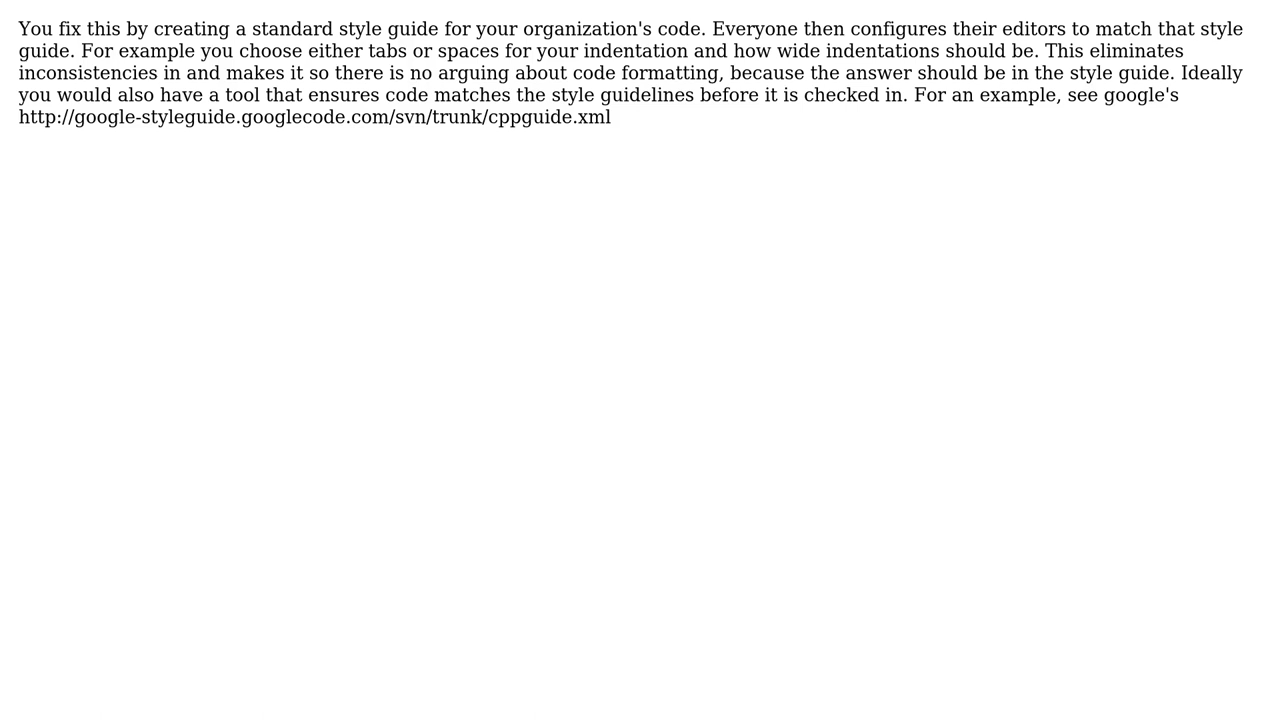 You fix this by creating a standard style guide for your organization's code. Everyone then configures their editors to match that style
guide. For example you choose either tabs or spaces for your indentation and how wide indentations should be. This eliminates
inconsistencies in and makes it so there is no arguing about code formatting, because the answer should be in the style guide. Ideally
you would also have a tool that ensures code matches the style guidelines before it is checked in. For an example, see google's
http://google-styleguide.googlecode.com/svn/trunk/cppguide.xml